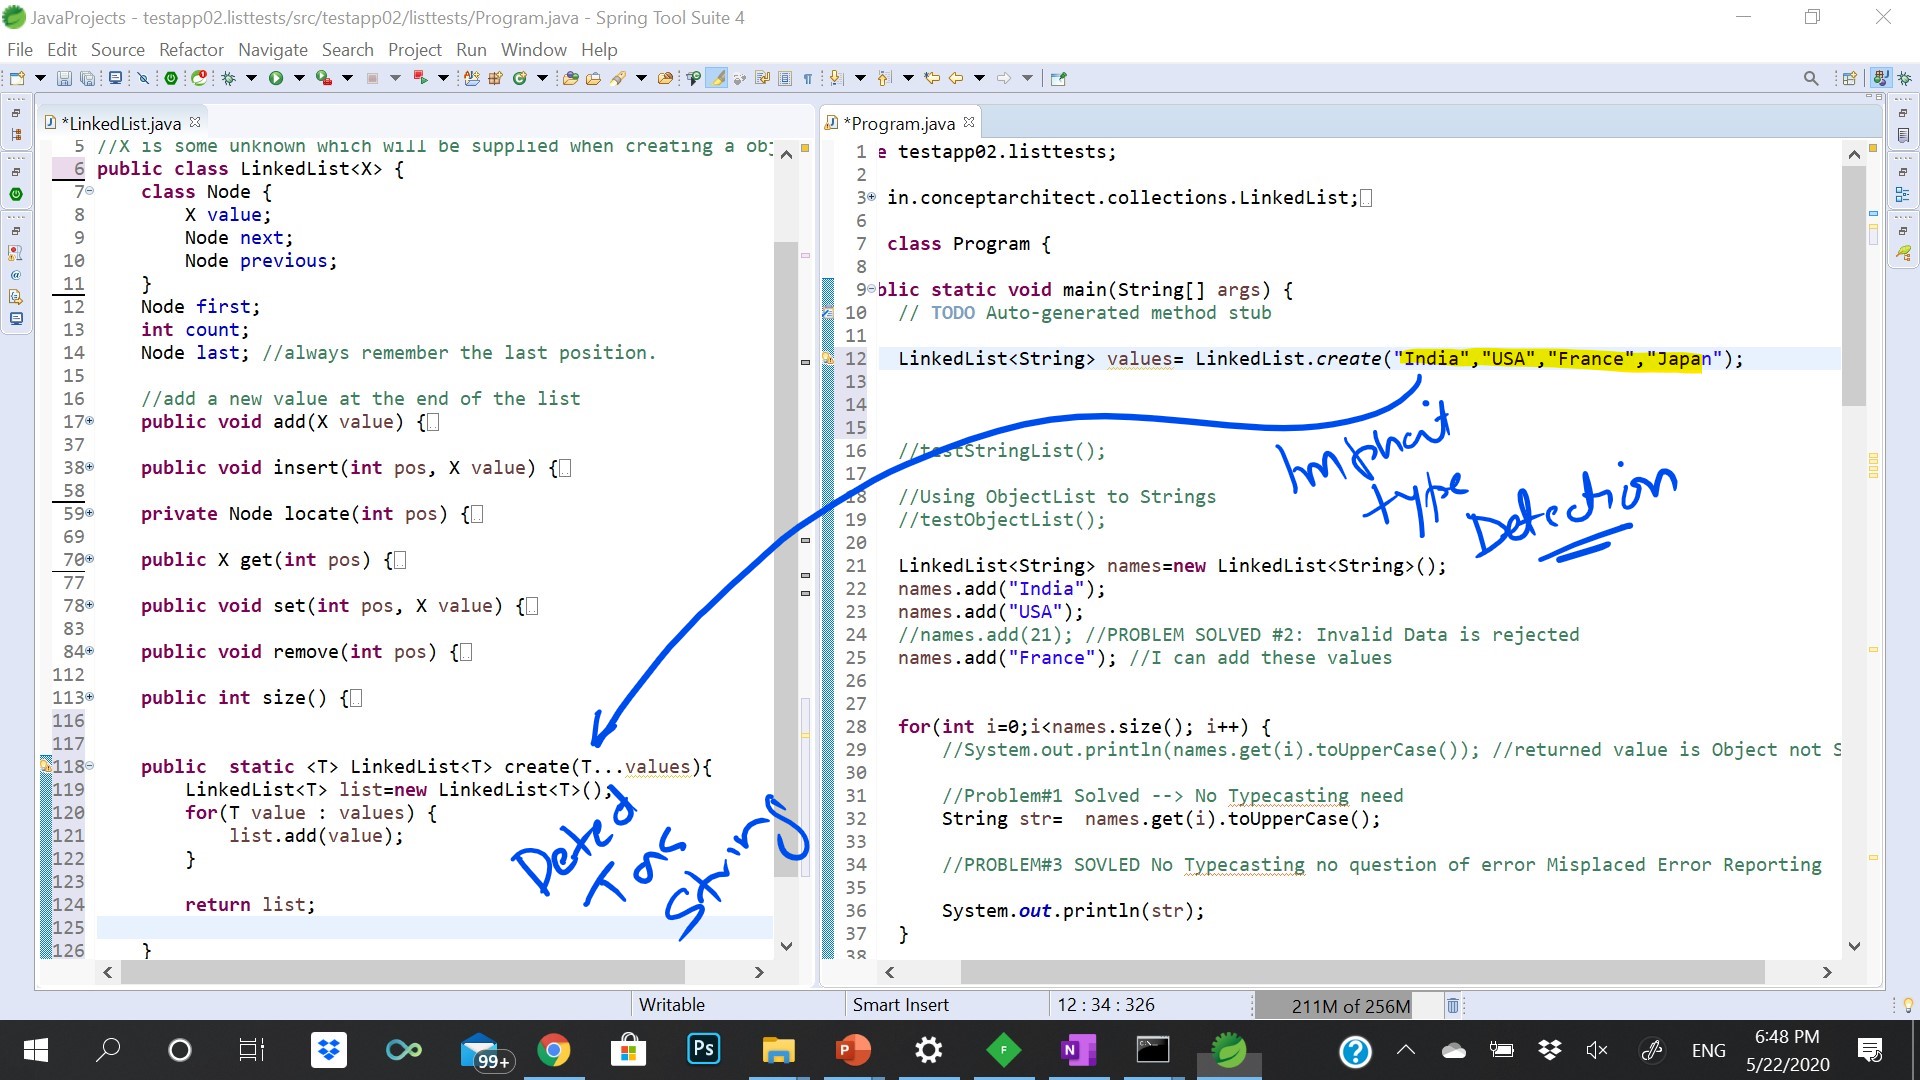 JavaProjects - testapp02.listtests/src/testapp02/listtests/Program.java - Spring Tool Suite 4
File Edit Source Refactor Navigate Search Project Run Window Help
*LinkedList.java
5 //X is some unknown which will be supplied when creating a obj
6 public class LinkedList<X> {
7 class Node {
8 X value;
9 Node next;
10 Node previous;
11 }
12 Node first;
13 int count;
14 Node last; //always remember the last position.
15
16 //add a new value at the end of the list
17 public void add(X value) {
37
38 public void insert(int pos, X value) {
58
59 private Node locate(int pos) {
69
70 public X get(int pos) {
77
78 public void set(int pos, X value) {
83
84 public void remove(int pos) {
112
113 public int size() {
116
117
118 public static <T> LinkedList<T> create(T...values){
119 LinkedList<T> list=new LinkedList<T>();
120 for(T value : values) {
121 list.add(value);
122 }
123
124 return list;
125
126 }
Writable
*Program.java
1 e testapp02.listtests;
2
3 in.conceptarchitect.collections.LinkedList;
6
7 class Program {
8
9 blic static void main(String[] args) {
10 // TODO Auto-generated method stub
11
12 LinkedList<String> values= LinkedList.create("India","USA","France","Japan");
13
14
15
16 //testStringList();
17
18 //Using ObjectList to Strings
19 //testObjectList();
20
21 LinkedList<String> names=new LinkedList<String>();
22 names.add("India");
23 names.add("USA");
24 //names.add(21); //PROBLEM SOLVED #2: Invalid Data is rejected
25 names.add("France"); //I can add these values
26
27
28 for(int i=0;i<names.size(); i++) {
29 //System.out.println(names.get(i).toUpperCase()); //returned value is Object not S
30
31 //Problem#1 Solved --> No Typecasting need
32 String str= names.get(i).toUpperCase();
33
34 //PROBLEM#3 SOVLED No Typecasting no question of error Misplaced Error Reporting
35
36 System.out.println(str);
37 }
38
type
Detection
String
Smart Insert
12 : 34 : 326
211M of 256M
99+
Ps
ENG
6:48 PM
5/22/2020